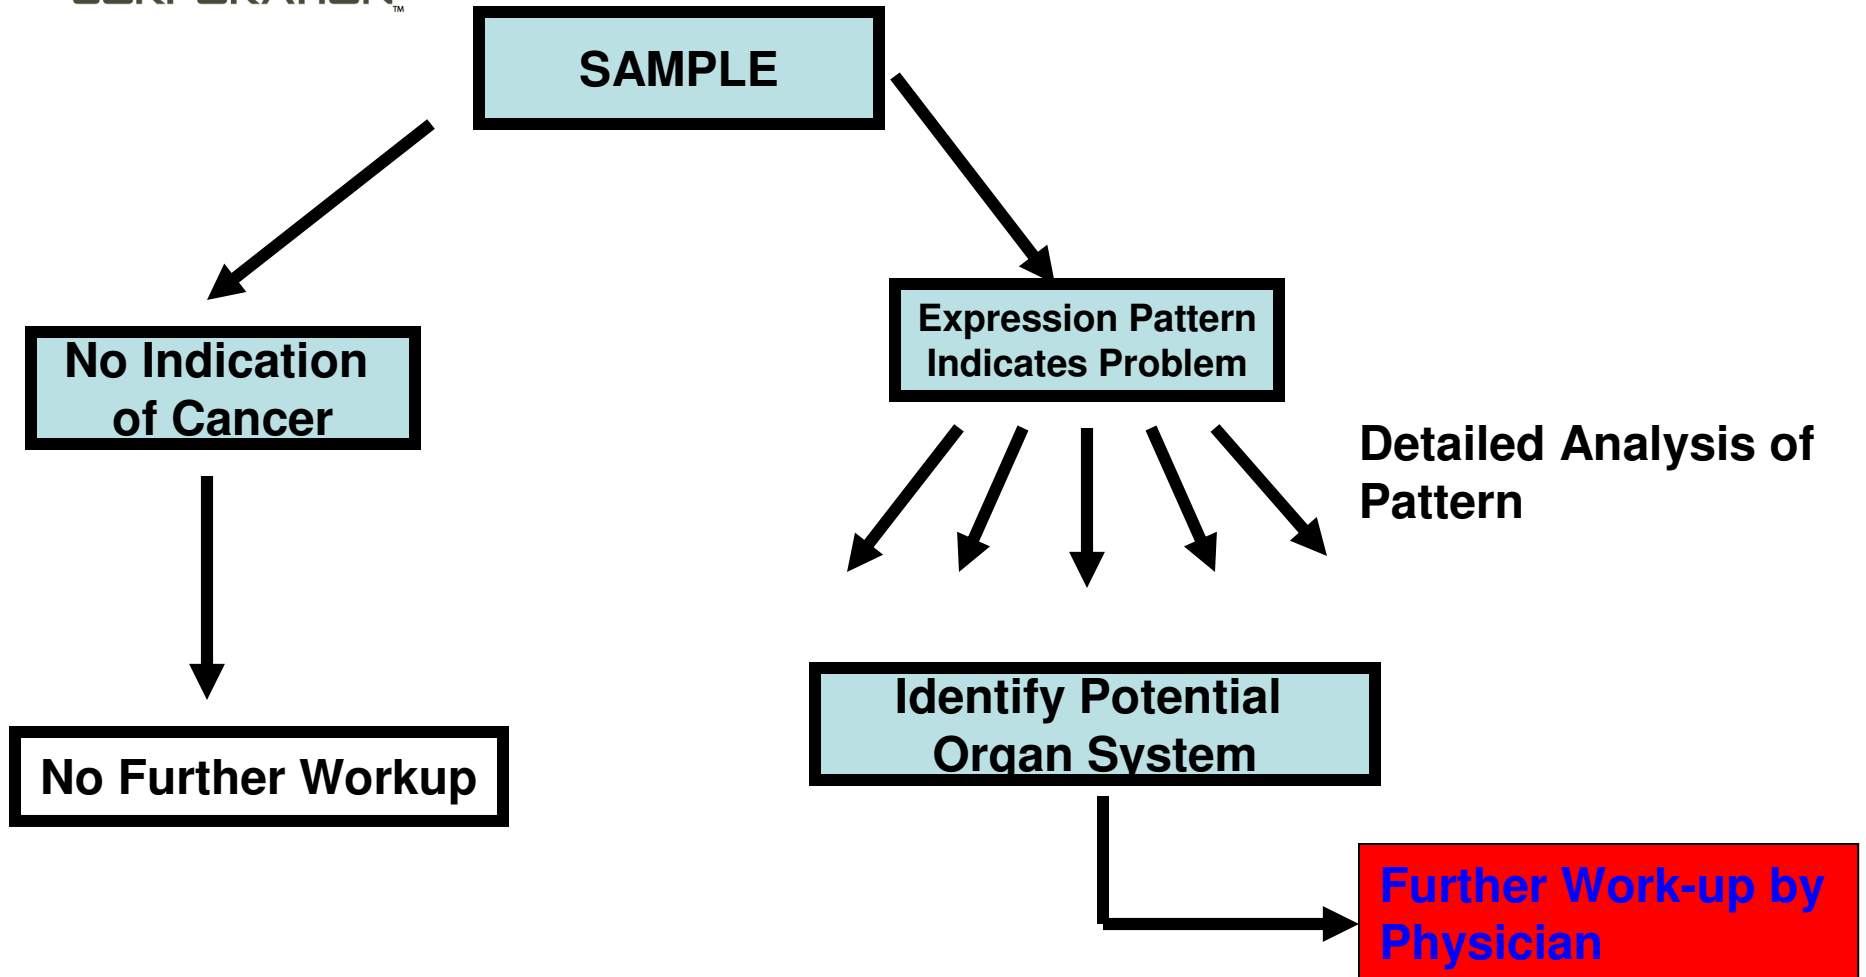 SAMPLE
No Indication
of Cancer
Expression Pattern
Indicates Problem
Detailed Analysis of
Pattern
No Further Workup
Identify Potential
Organ System
Further Work-up by
Physician